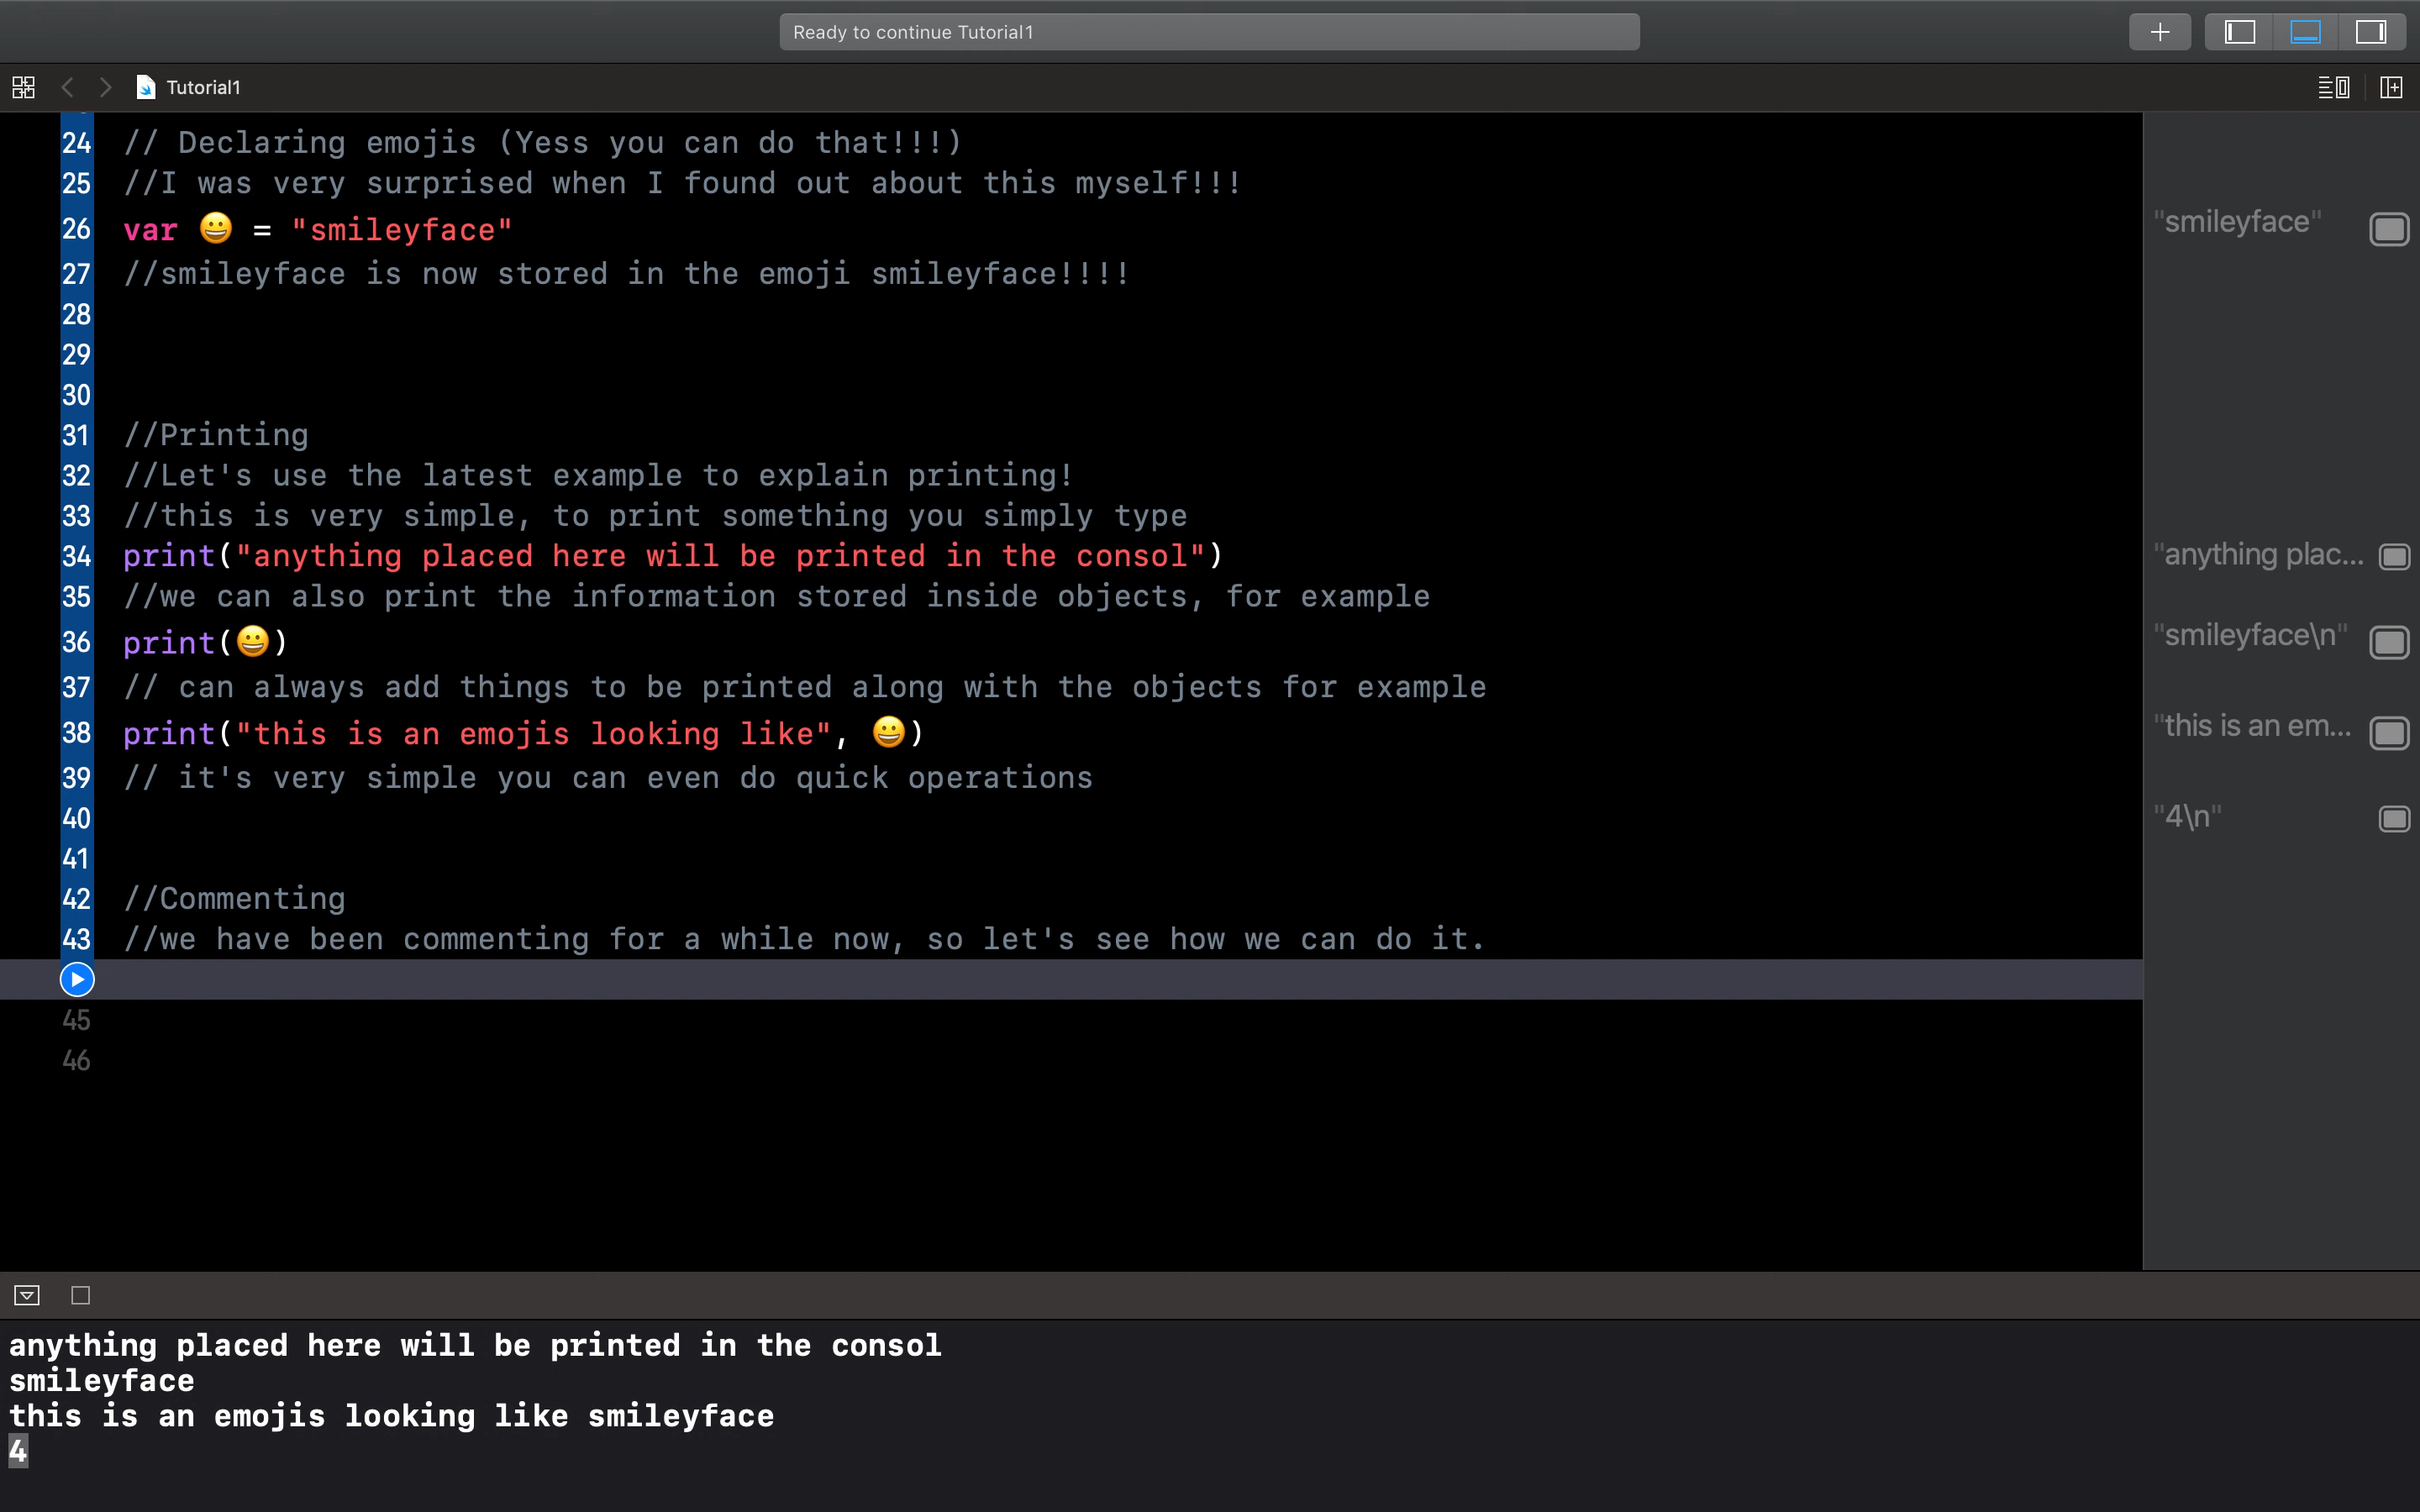 Ready to continue Tutorial1
Tutorial1
24 // Declaring emojis (Yess you can do that!!!)
25 //I was very surprised when I found out about this myself!!!
26 var 😀 = "smileyface"
"smileyface"
27 //smileyface is now stored in the emoji smileyface!!!!
28
29
30
31 //Printing
32 //Let's use the latest example to explain printing!
33 //this is very simple, to print something you simply type
34 print("anything placed here will be printed in the consol")
"anything plac...
35 //we can also print the information stored inside objects, for example
36 print(😀)
"smileyface\n"
37 // can always add things to be printed along with the objects for example
38 print("this is an emojis looking like", 😀)
"this is an em...
39 // it's very simple you can even do quick operations
40
"4\n"
41
42 //Commenting
43 //we have been commenting for a while now, so let's see how we can do it.
45
46
anything placed here will be printed in the consol
smileyface
this is an emojis looking like smileyface
4